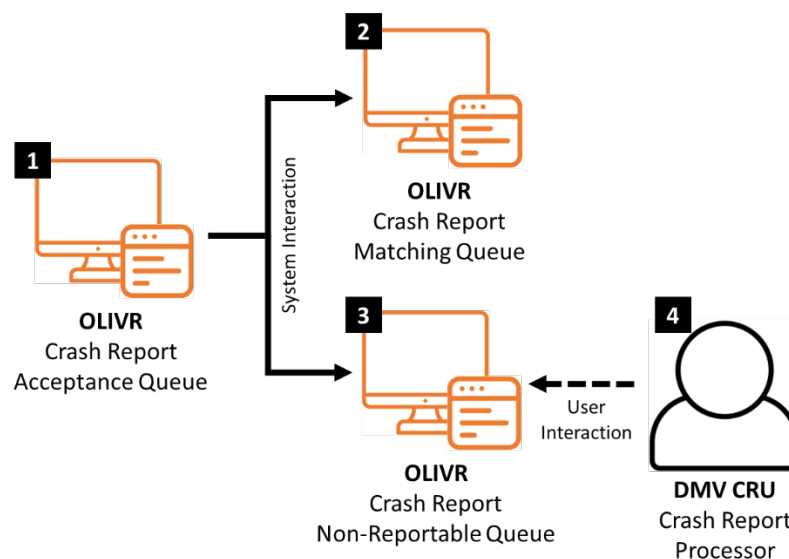 1
OLIVR
Crash Report
Acceptance Queue
System Interaction
2
OLIVR
Crash Report
Matching Queue
3
OLIVR
Crash Report
Non-Reportable Queue
User
Interaction
4
DMV CRU
Crash Report
Processor